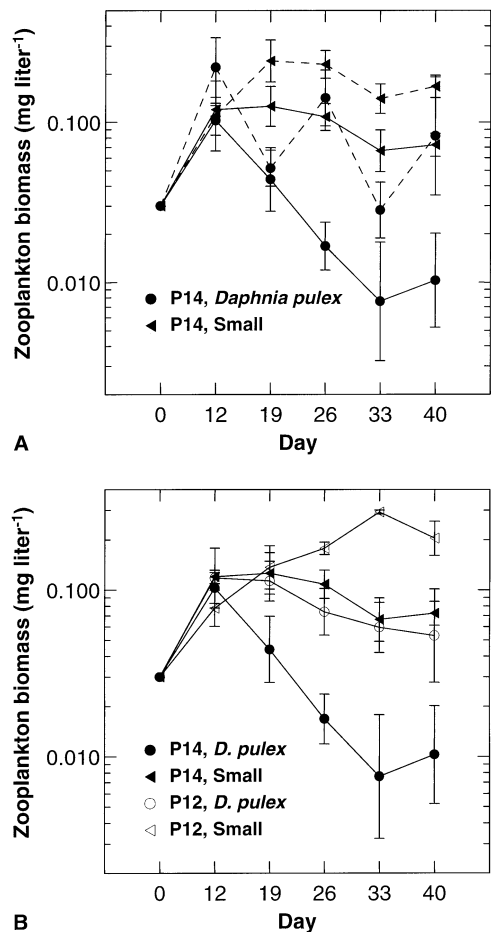 Zooplankton biomass (mg liter⁻¹)
0.100
0.010
P14, Daphnia pulex
P14, Small
0 12 19 26 33 40
A
Day
Zooplankton biomass (mg liter⁻¹)
0.100
0.010
P14, D. pulex
P14, Small
P12, D. pulex
P12, Small
0 12 19 26 33 40
B
Day